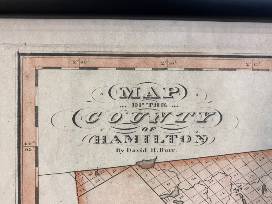 MAP
OF THE
COUNTY
OF
HAMILTON
By David H. Burr.